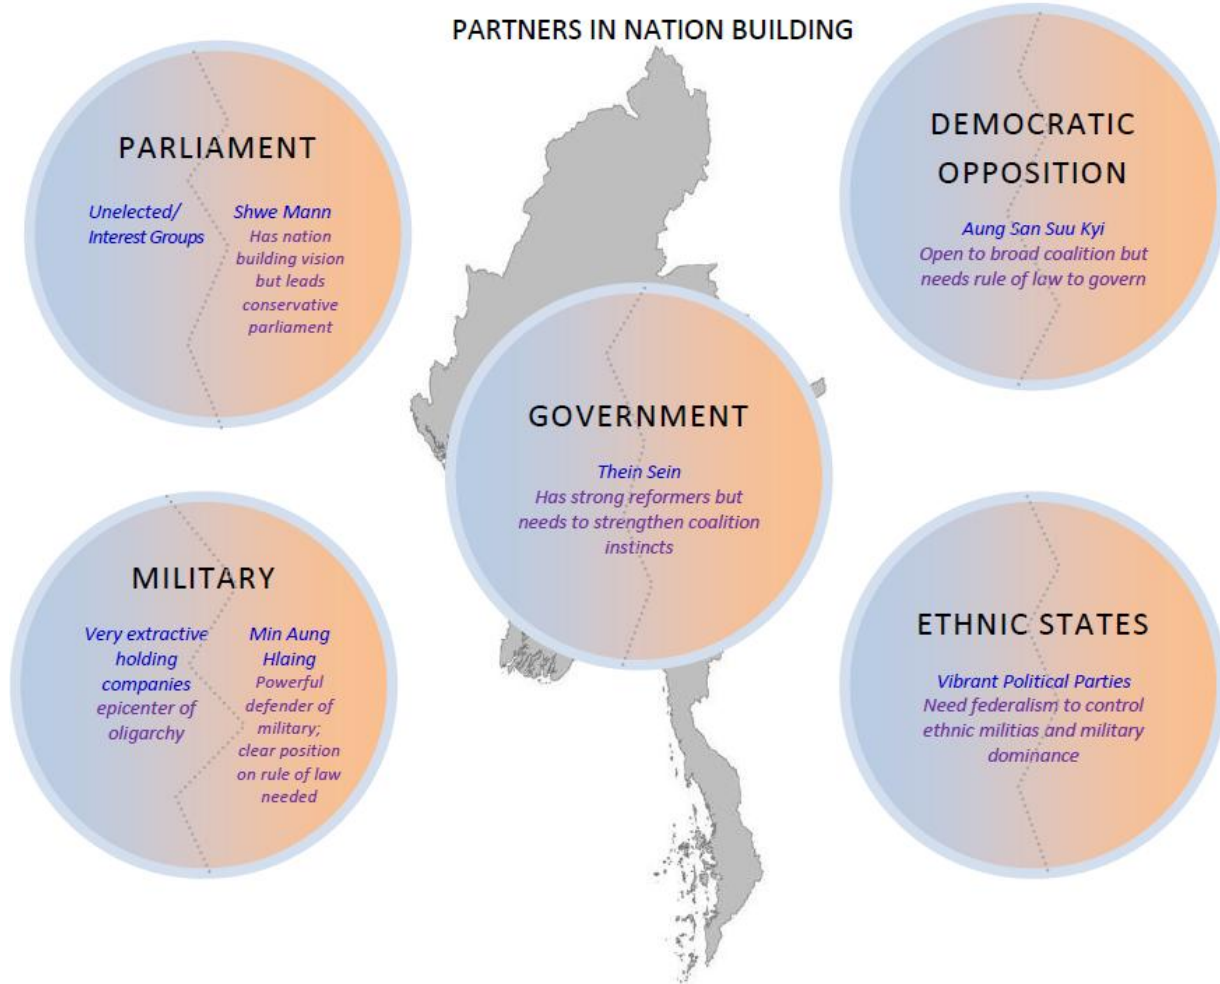 PARTNERS IN NATION BUILDING
PARLIAMENT
Unelected/
Interest Groups
Shwe Mann
Has nation
building vision
but leads
conservative
parliament
DEMOCRATIC
OPPOSITION
Aung San Suu Kyi
Open to broad coalition but
needs rule of law to govern
GOVERNMENT
Thein Sein
Has strong reformers but
needs to strengthen coalition
instincts
MILITARY
Very extractive
holding
companies
epicenter of
oligarchy
Min Aung
Hlaing
Powerful
defender of
military;
clear position
on rule of law
needed
ETHNIC STATES
Vibrant Political Parties
Need federalism to control
ethnic militias and military
dominance